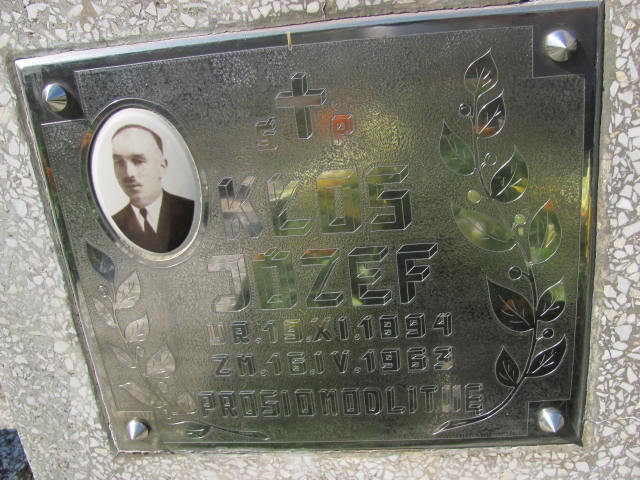 Ś P
KŁOS
JÓZEF
UR.19.XI.1894
ZM.16.IV.1963
PROSI O MODLITWĘ